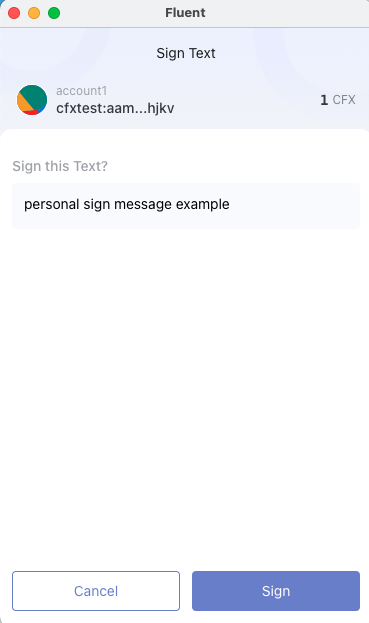 Fluent
Sign Text
account1
cfxtest:aam...hjkv
1 CFX
Sign this Text?
personal sign message example
Cancel
Sign